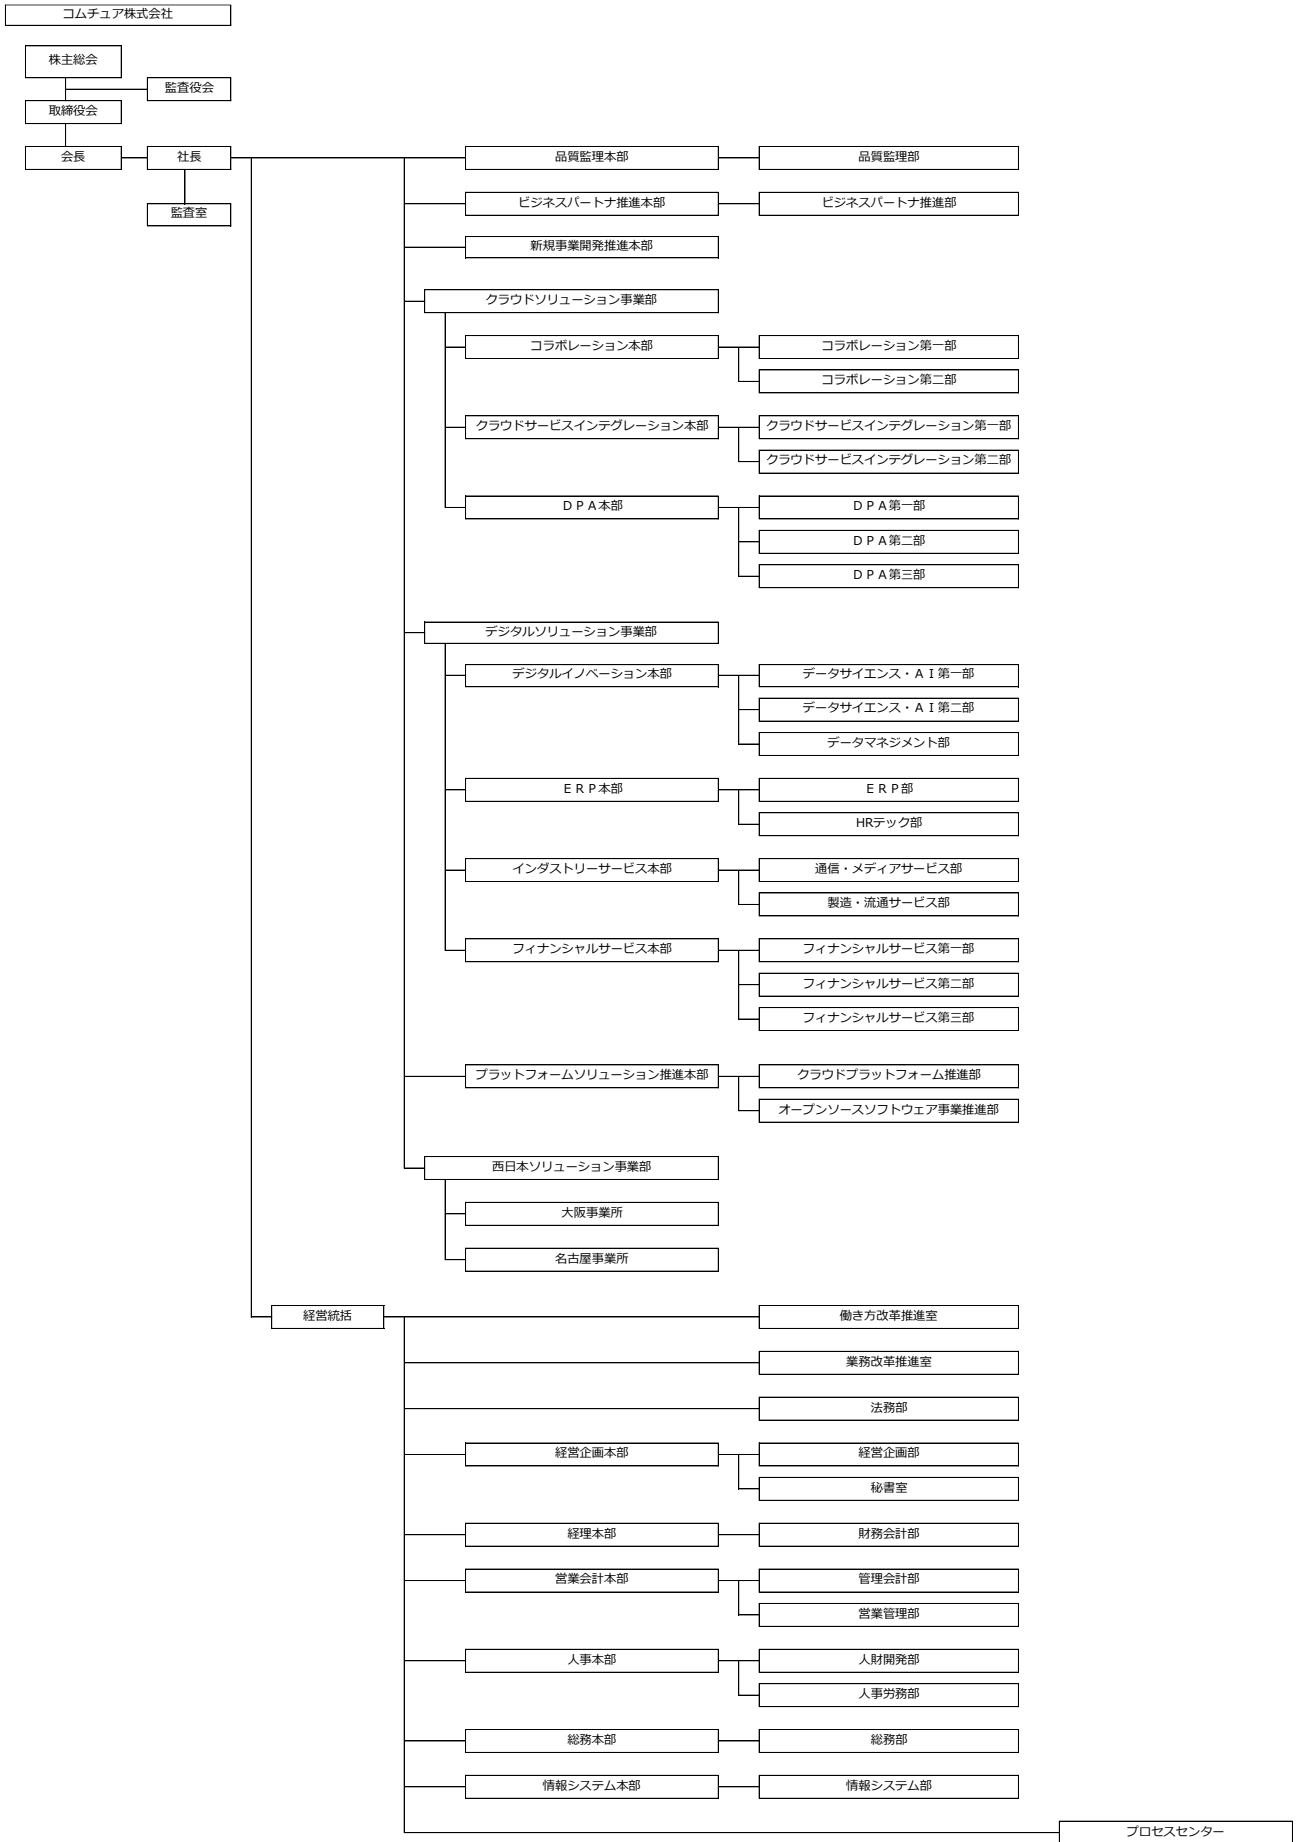 コムチュア株式会社
株主総会
監査役会
取締役会
会長
社長
品質監理本部
品質監理部
監査室
ビジネスパートナ推進本部
ビジネスパートナ推進部
新規事業開発推進本部
クラウドソリューション事業部
コラボレーション本部
コラボレーション第一部
コラボレーション第二部
クラウドサービスインテグレーション本部
クラウドサービスインテグレーション第一部
クラウドサービスインテグレーション第二部
ＤＰＡ本部
ＤＰＡ第一部
ＤＰＡ第二部
ＤＰＡ第三部
デジタルソリューション事業部
デジタルイノベーション本部
データサイエンス・ＡＩ第一部
データサイエンス・ＡＩ第二部
データマネジメント部
ＥＲＰ本部
ＥＲＰ部
HRテック部
インダストリーサービス本部
通信・メディアサービス部
製造・流通サービス部
フィナンシャルサービス本部
フィナンシャルサービス第一部
フィナンシャルサービス第二部
フィナンシャルサービス第三部
プラットフォームソリューション推進本部
クラウドプラットフォーム推進部
オープンソースソフトウェア事業推進部
西日本ソリューション事業部
大阪事業所
名古屋事業所
経営統括
働き方改革推進室
業務改革推進室
法務部
経営企画本部
経営企画部
秘書室
経理本部
財務会計部
営業会計本部
管理会計部
営業管理部
人事本部
人財開発部
人事労務部
総務本部
総務部
情報システム本部
情報システム部
プロセスセンター